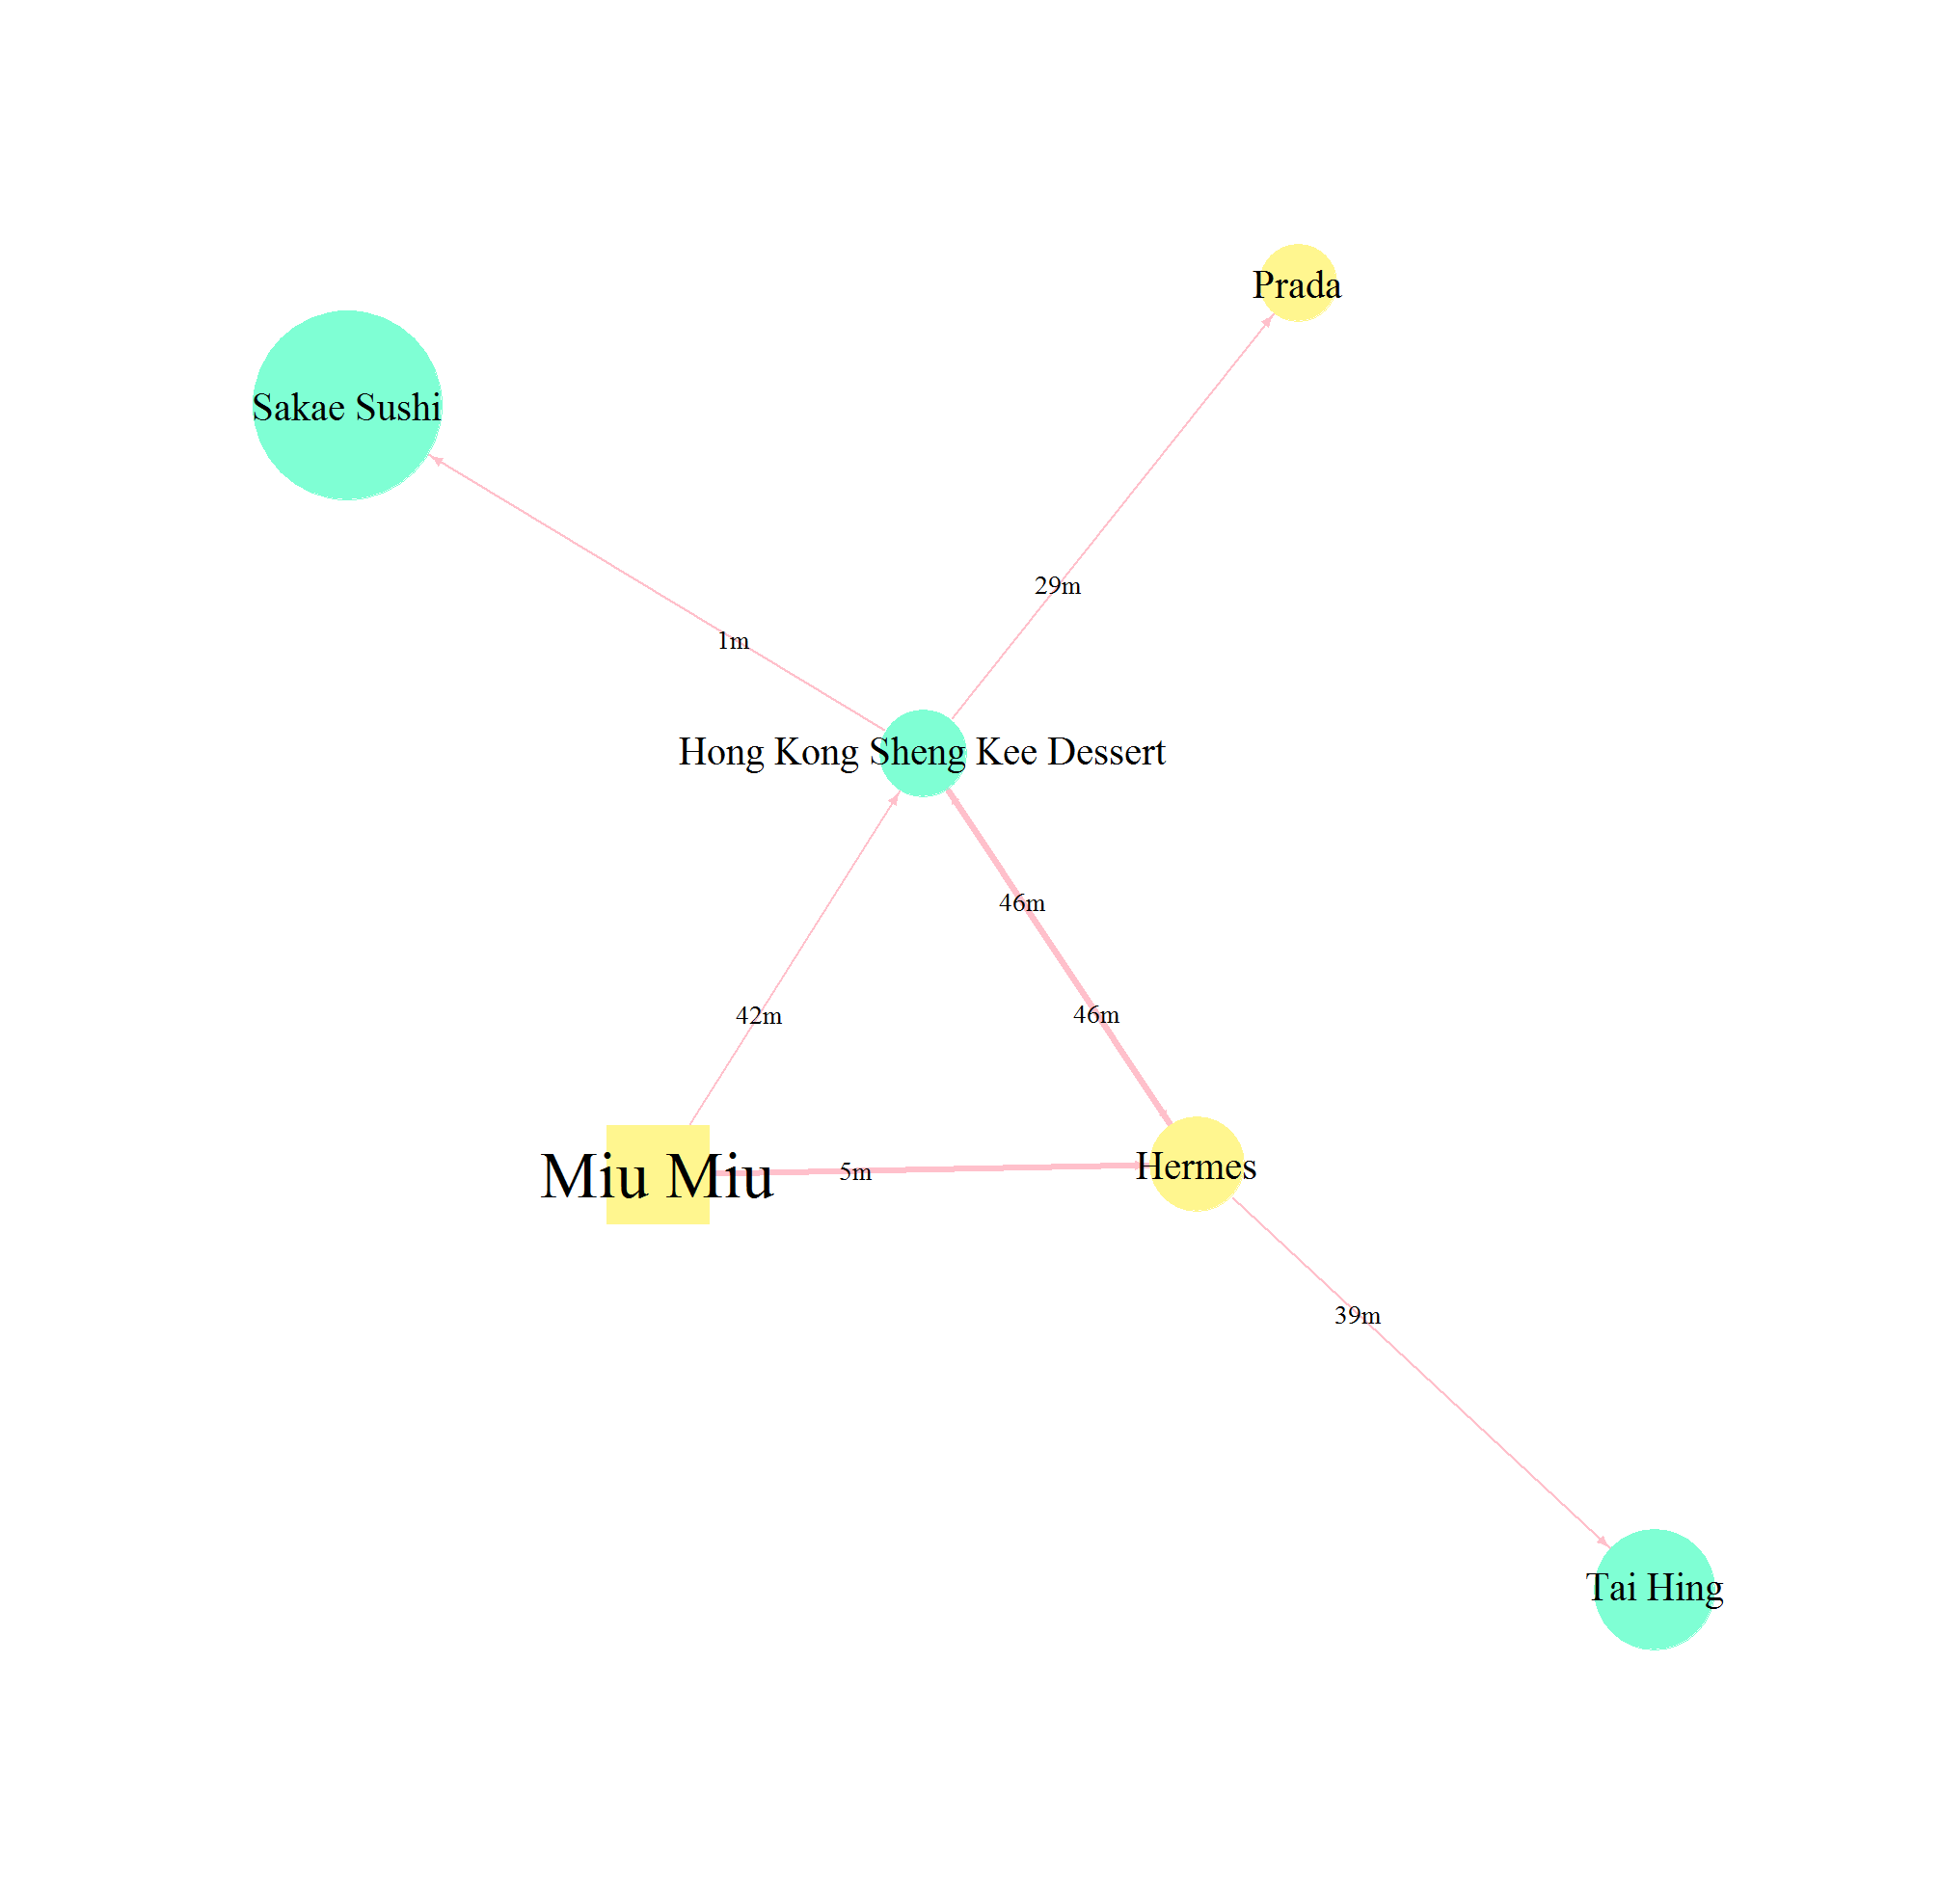 Prada
Sakae Sushi
29m
1m
Hong Kong Sheng Kee Dessert
46m
42m
46m
Miu Miu
5m
Hermes
39m
Tai Hing